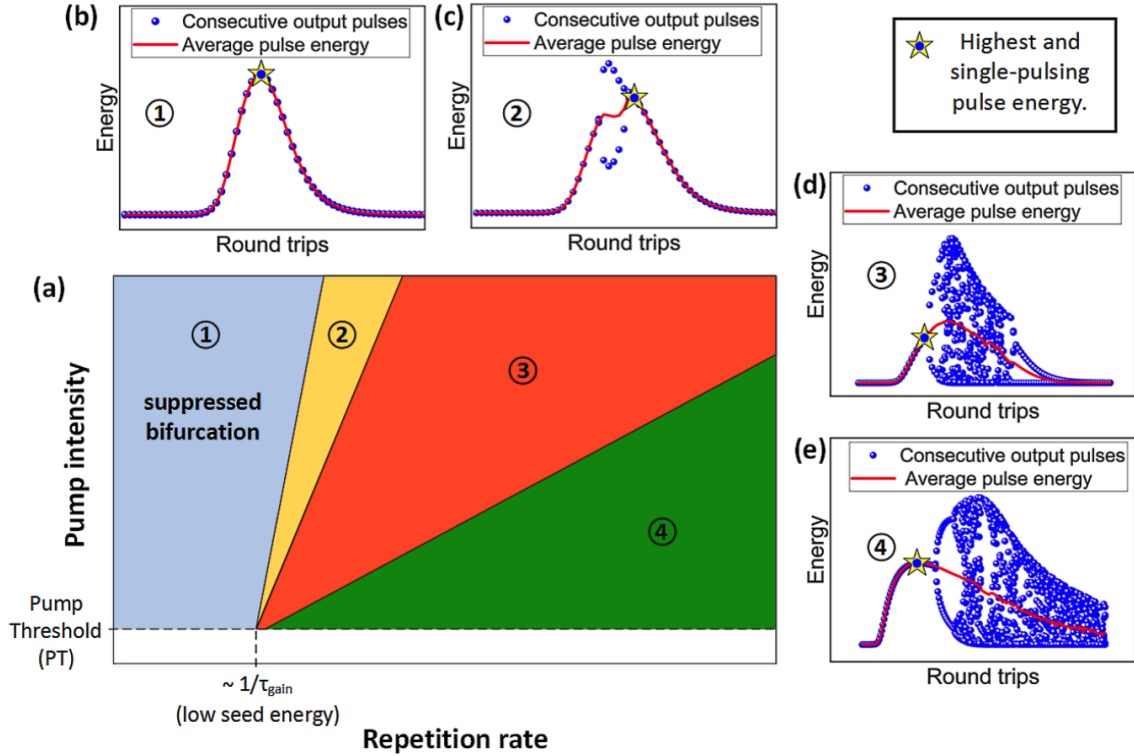 (b)
Consecutive output pulses
Average pulse energy
①
Energy
Round trips
(c)
Consecutive output pulses
Average pulse energy
②
Energy
Round trips
Highest and
single-pulsing
pulse energy.
(d)
Consecutive output pulses
Average pulse energy
③
Energy
Round trips
(a)
①
②
③
④
suppressed
bifurcation
Pump intensity
Pump
Threshold
(PT)
~ 1/τgain
(low seed energy)
Repetition rate
(e)
Consecutive output pulses
Average pulse energy
④
Energy
Round trips